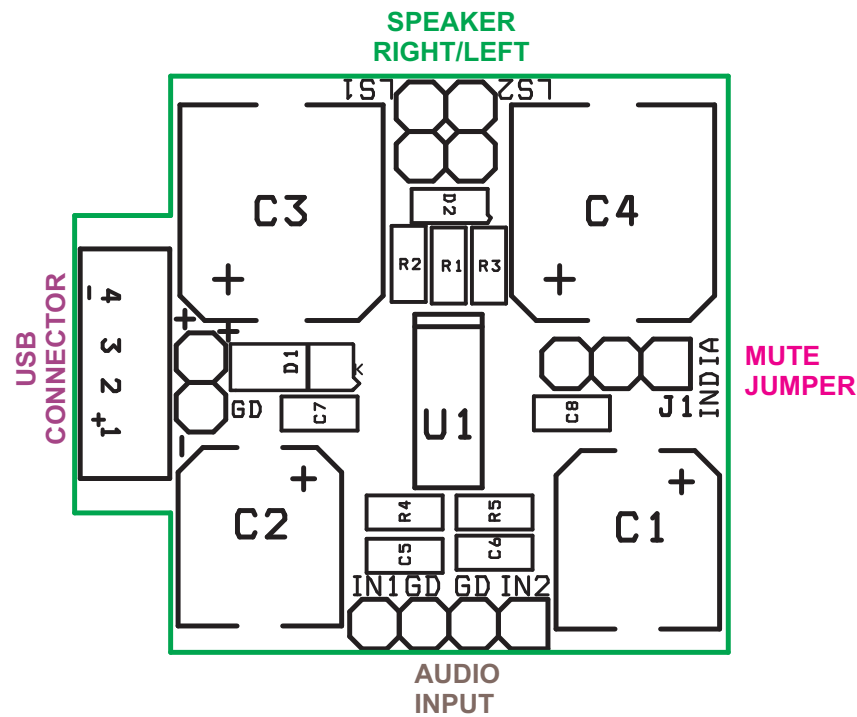 SPEAKER
RIGHT/LEFT
LS1
LS2
C3
C4
D2
R2
R1
R3
+
+
USB
CONNECTOR
4
-
3
2
1
+
+
+
D1
K
GD
-
C7
U1
C8
J1
INDIA
MUTE
JUMPER
+
C2
+
C1
R4
R5
C5
C6
IN1
GD
GD
IN2
AUDIO
INPUT